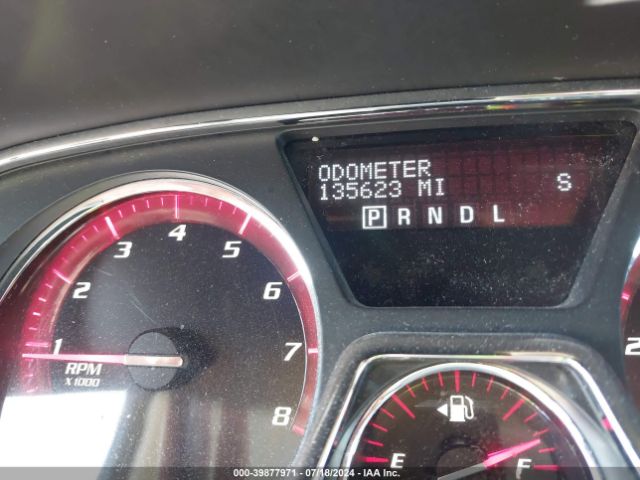 ODOMETER
135623 MI S
P R N D L
1 2 3 4 5 6 7 8
RPM
X1000
E F
2
000-39877971 - 07/18/2024 - IAA Inc.